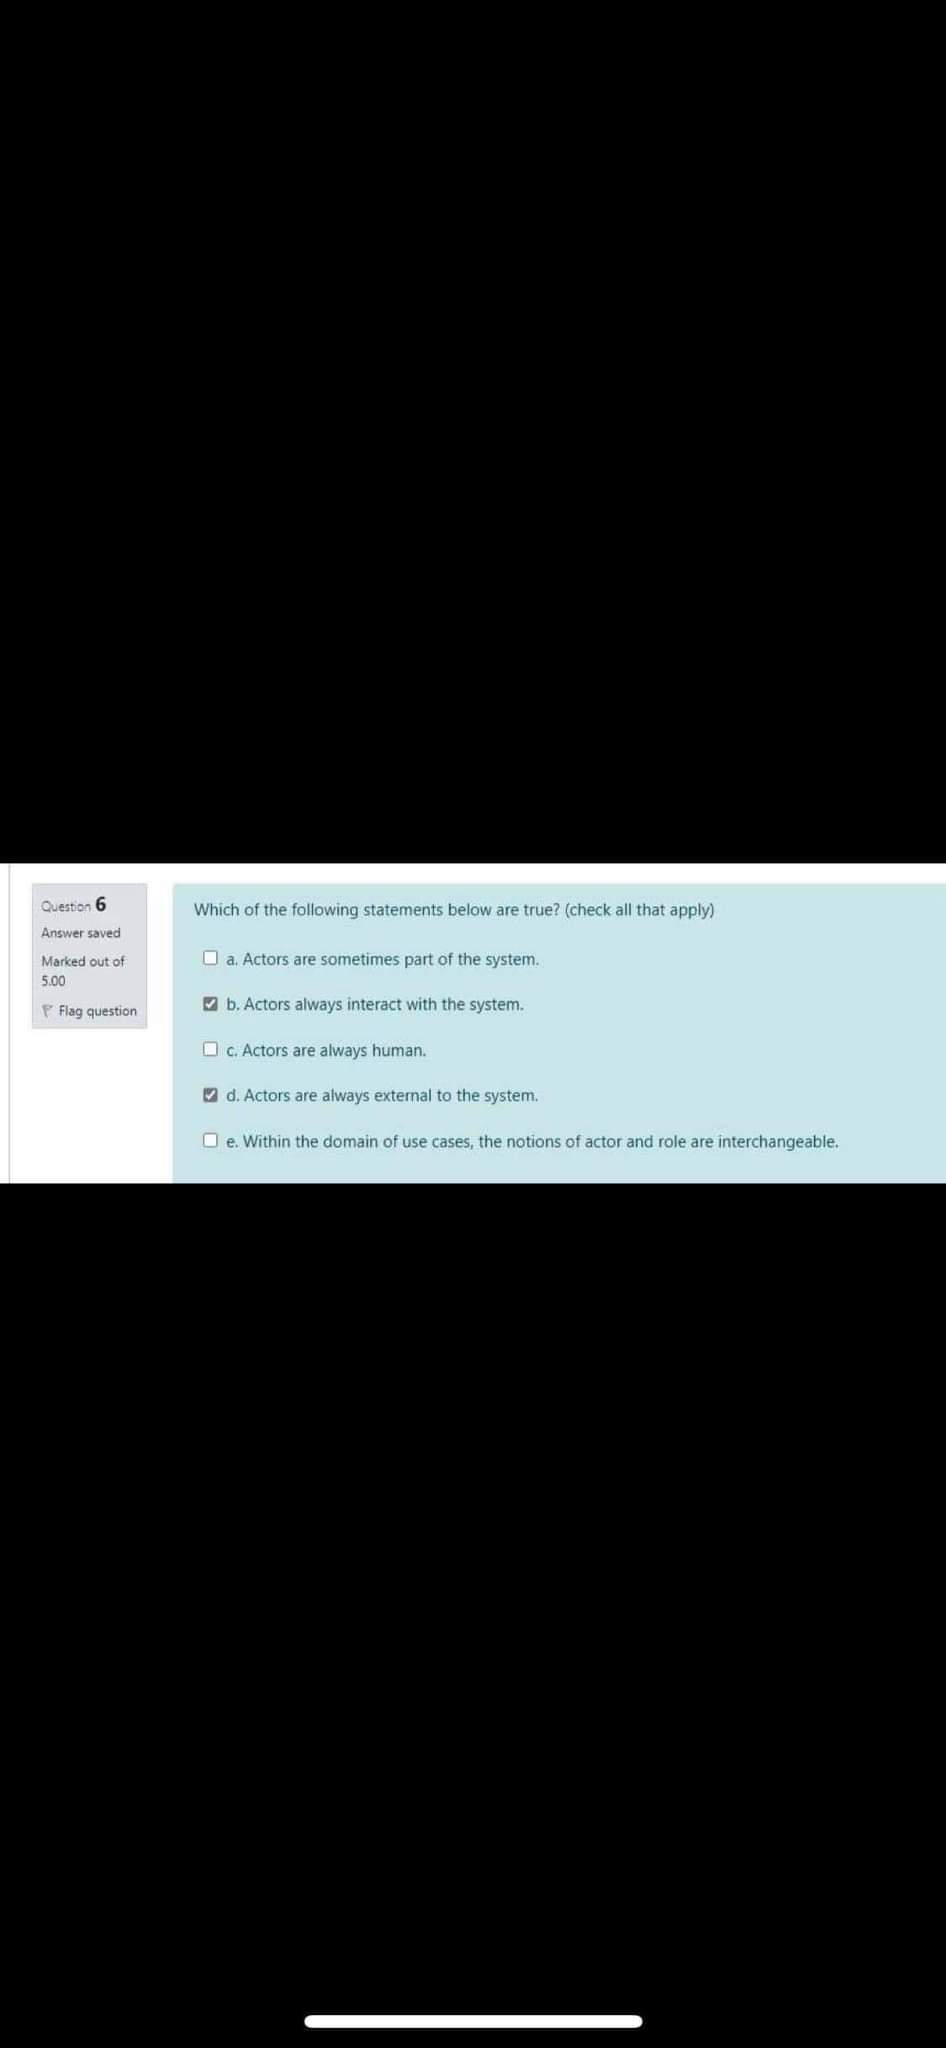 Question 6
Answer saved
Marked out of
5.00
Flag question
Which of the following statements below are true? (check all that apply)
a. Actors are sometimes part of the system.
b. Actors always interact with the system.
c. Actors are always human.
d. Actors are always external to the system.
e. Within the domain of use cases, the notions of actor and role are interchangeable.